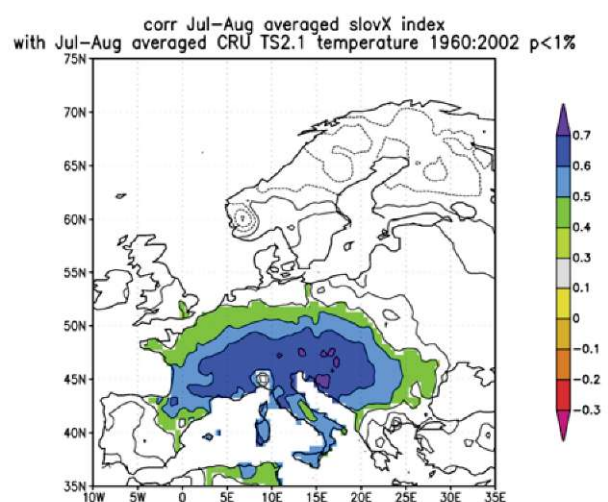 corr Jul-Aug averaged slovX index
with Jul-Aug averaged CRU TS2.1 temperature 1960:2002 p<1%
75N
70N
65N
60N
55N
50N
45N
40N
35N
10W 5W 0 5E 10E 15E 20E 25E 30E 35E
0.7
0.6
0.5
0.4
0.3
0.1
0
-0.1
-0.2
-0.3